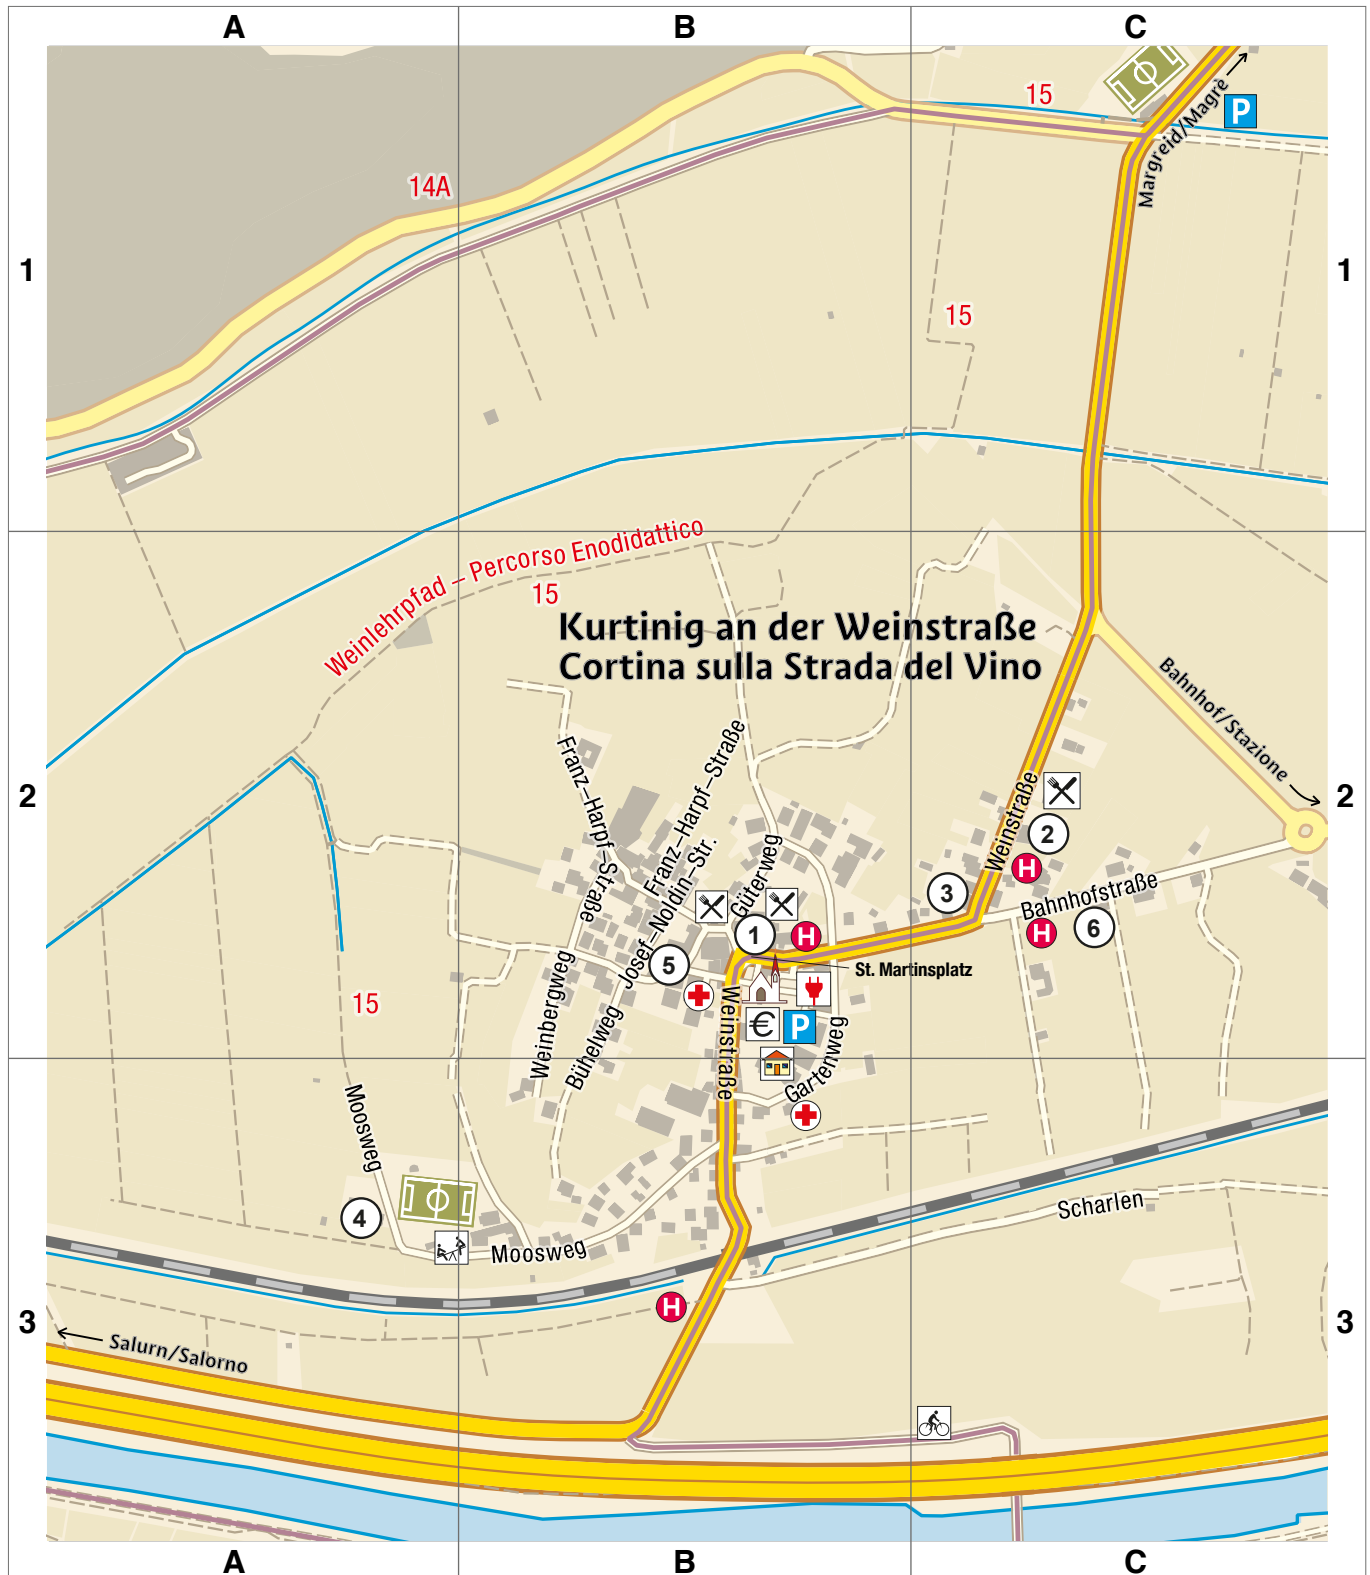 A
B
C
15
P
Margreid/Magrè
14A
1
1
15
Weinlehrpfad – Percorso Enodidattico
15
Kurtinig an der Weinstraße
Cortina sulla Strada del Vino
Bahnhof/Stazione
Franz–Harpf–Straße
Franz–Harpf–Straße
2
2
Weinstraße
2
Josef–Noldin–Str.
Güterweg
H
3
Bahnhofstraße
1
H
H
6
5
St. Martinsplatz
Weinbergweg
Bühelweg
Weinstraße
15
€
P
Gartenweg
Moosweg
4
Scharlen
Moosweg
H
3
3
Salurn/Salorno
A
B
C